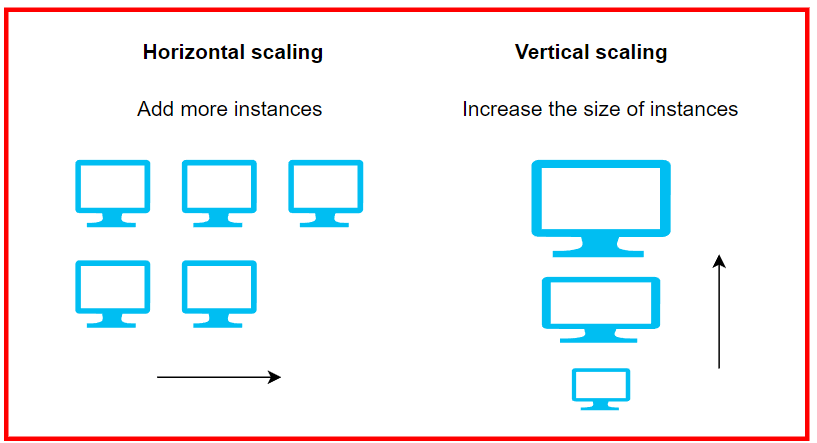 Horizontal scaling
Vertical scaling
Add more instances
Increase the size of instances